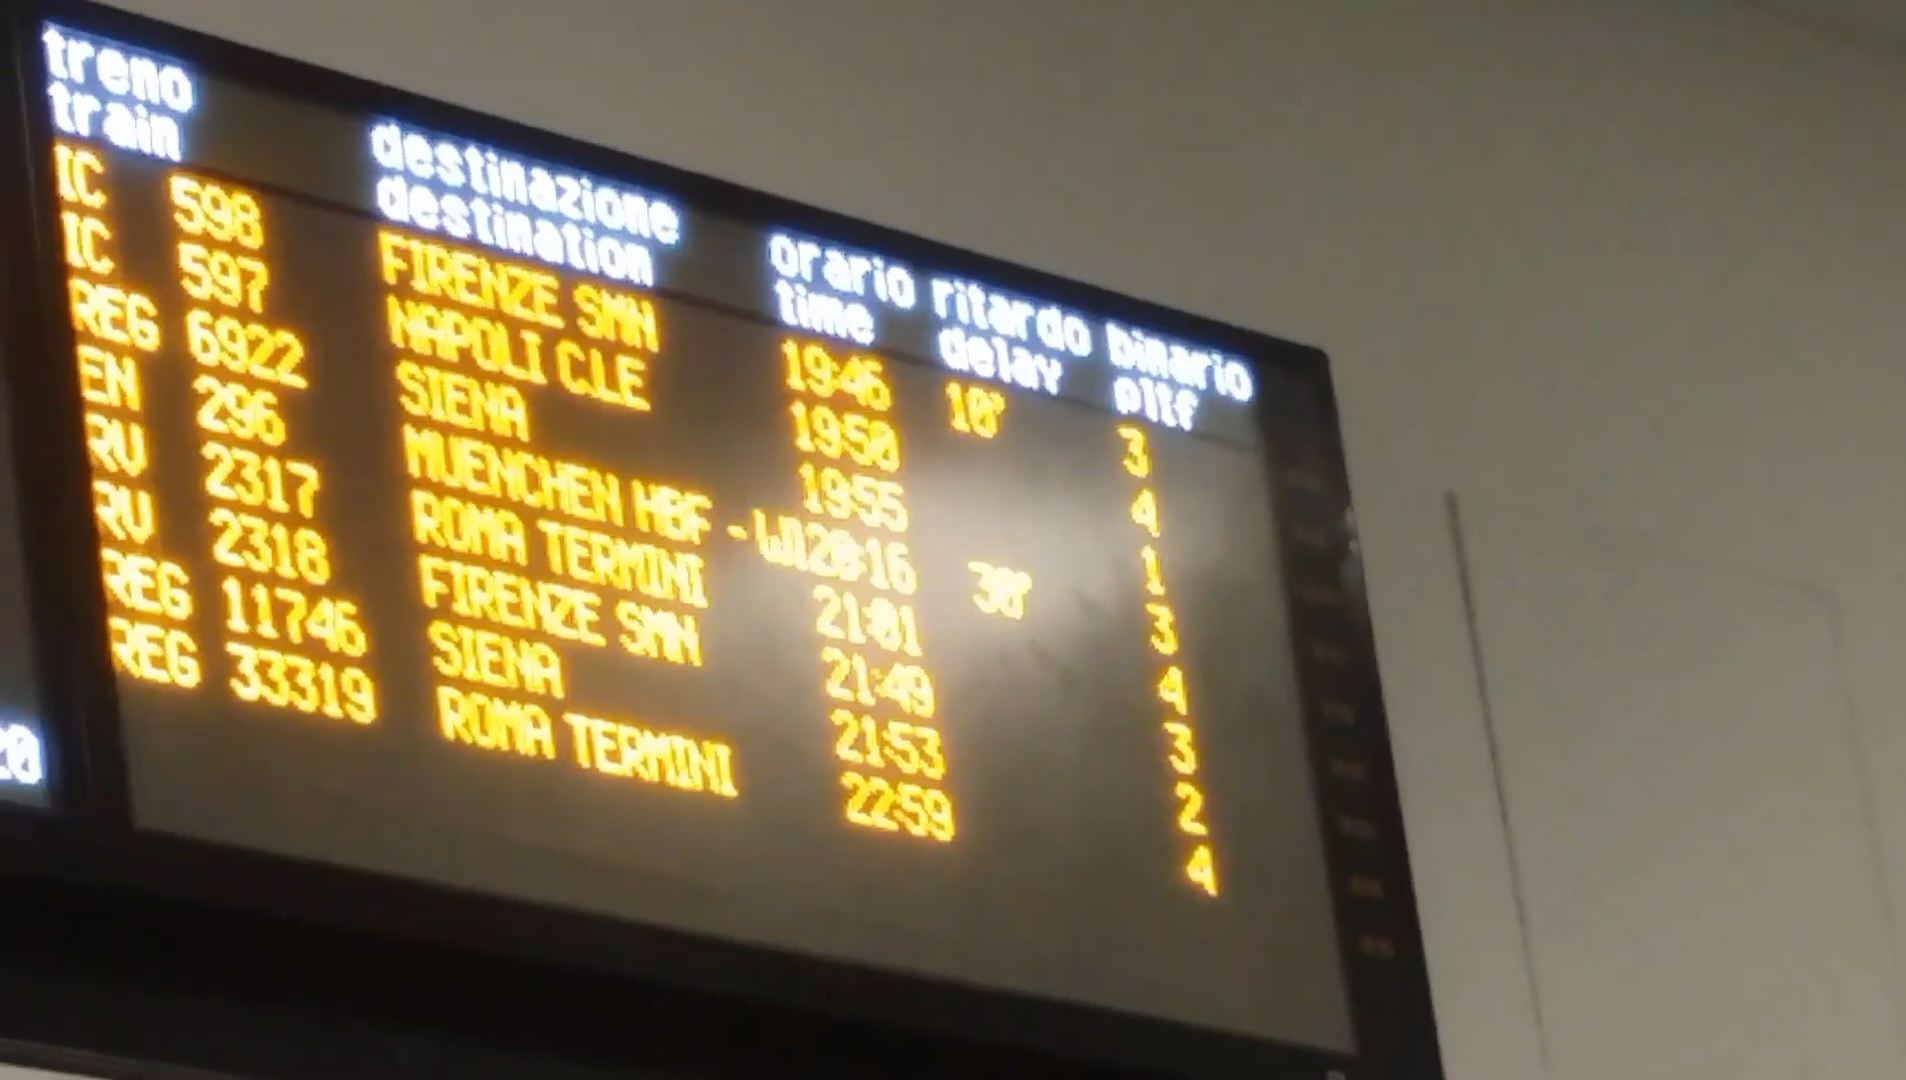 treno destinazione orario ritardo binario
train destination time delay pltf
IC 598 FIRENZE SMN 19:46 10' 3
IC 597 NAPOLI C.LE 19:50 4
REG 6922 SIENA 19:55 1
EN 296 MUENCHEN HBF - WI 20:16 30' 3
RV 2317 ROMA TERMINI 21:01 4
RV 2318 FIRENZE SMN 21:49 3
REG 11746 SIENA 21:53 2
REG 33319 ROMA TERMINI 22:59 4